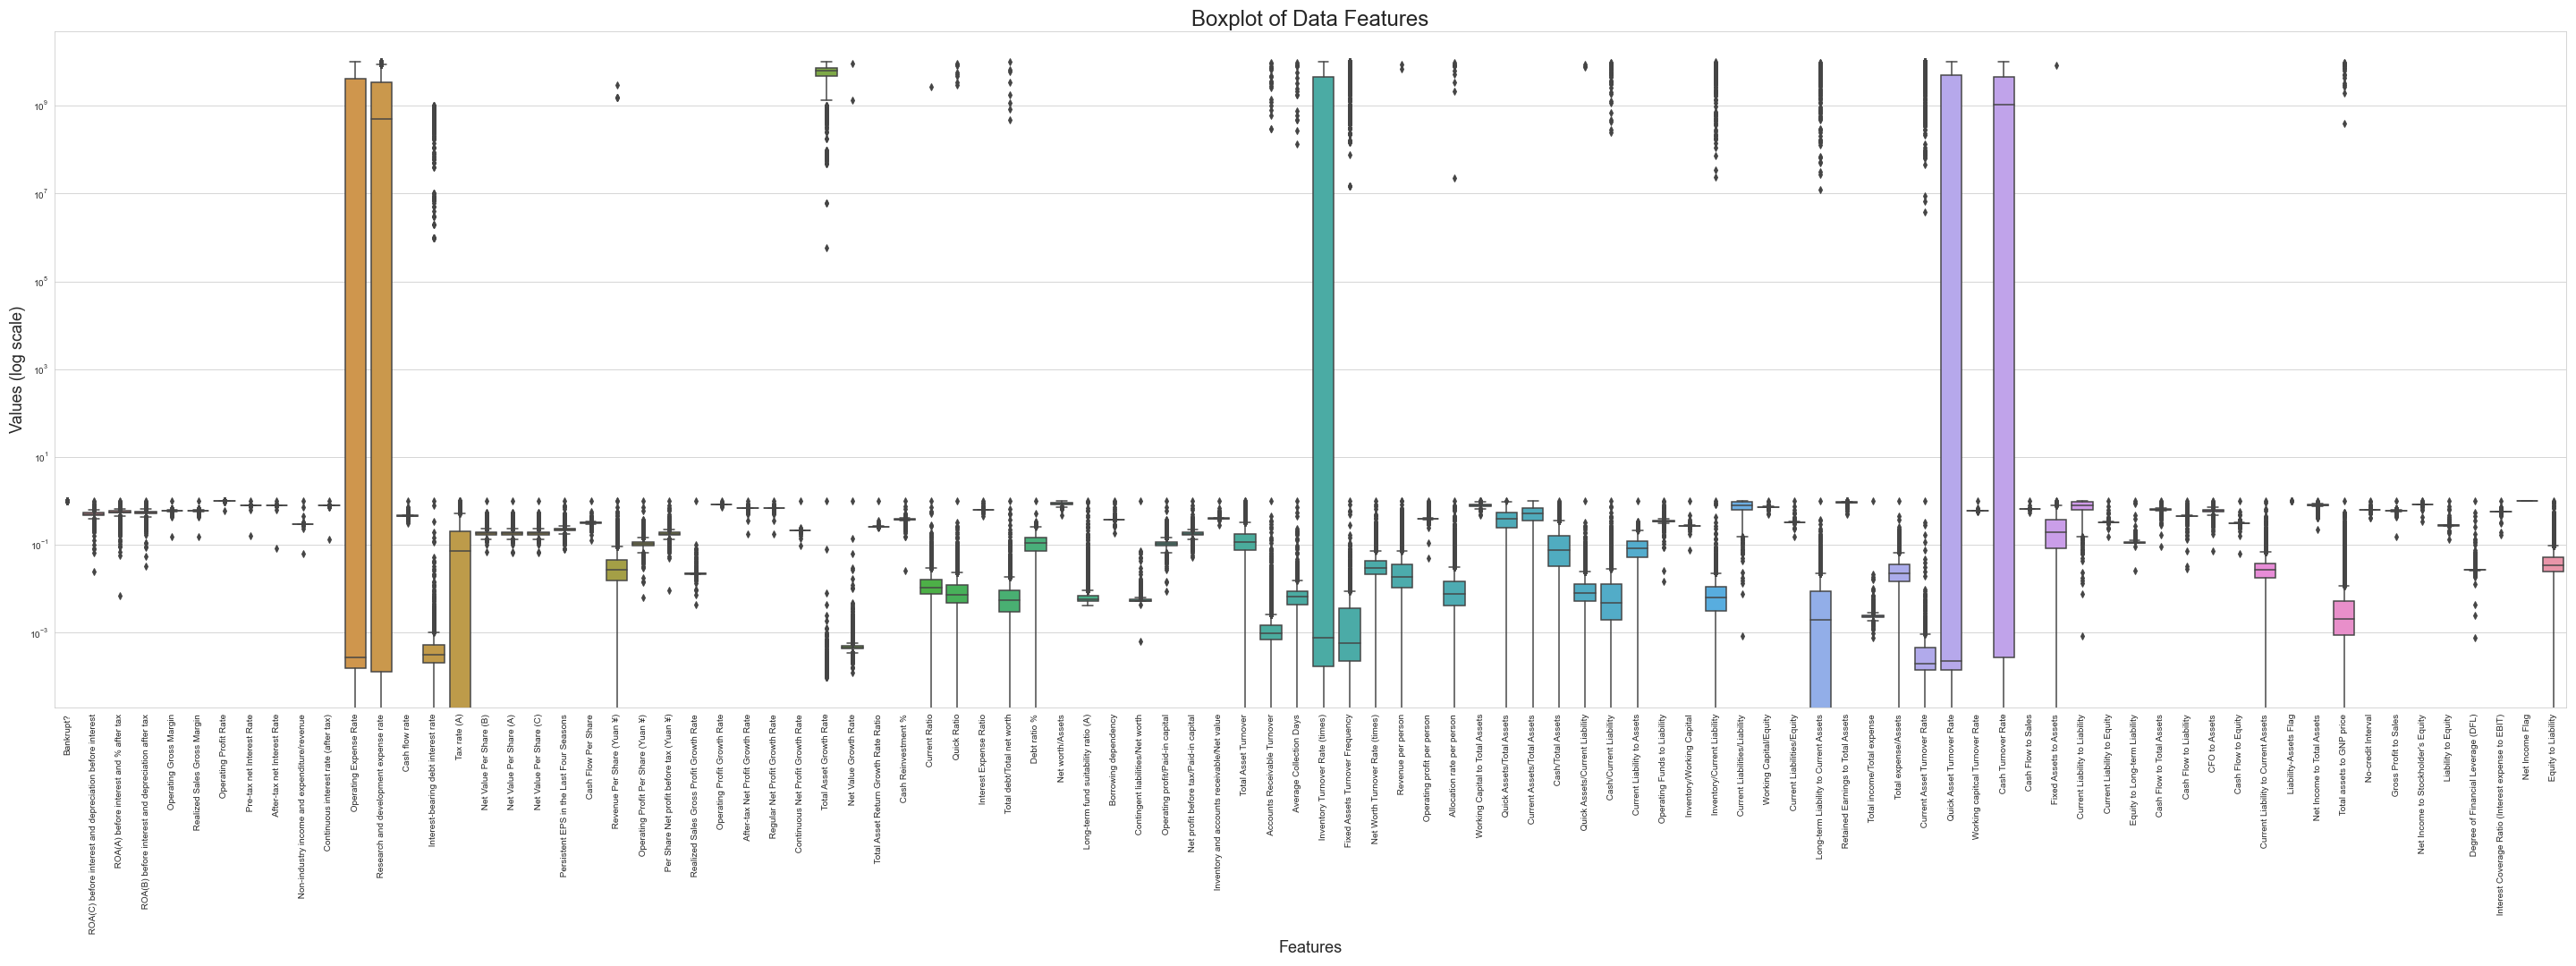 Boxplot of Data Features
Values (log scale)
10⁹
10⁷
10⁵
10³
10¹
10⁻¹
10⁻³
Bankrupt?
ROA(C) before interest and depreciation before interest
ROA(A) before interest and % after tax
ROA(B) before interest and depreciation after tax
Operating Gross Margin
Realized Sales Gross Margin
Operating Profit Rate
Pre-tax net Interest Rate
After-tax net Interest Rate
Non-industry income and expenditure/revenue
Continuous interest rate (after tax)
Operating Expense Rate
Research and development expense rate
Cash flow rate
Interest-bearing debt interest rate
Tax rate (A)
Net Value Per Share (B)
Net Value Per Share (A)
Net Value Per Share (C)
Persistent EPS in the Last Four Seasons
Cash Flow Per Share
Revenue Per Share (Yuan ¥)
Operating Profit Per Share (Yuan ¥)
Per Share Net profit before tax (Yuan ¥)
Realized Sales Gross Profit Growth Rate
Operating Profit Growth Rate
After-tax Net Profit Growth Rate
Regular Net Profit Growth Rate
Continuous Net Profit Growth Rate
Total Asset Growth Rate
Net Value Growth Rate
Total Asset Return Growth Rate Ratio
Cash Reinvestment %
Current Ratio
Quick Ratio
Interest Expense Ratio
Total debt/Total net worth
Debt ratio %
Net worth/Assets
Long-term fund suitability ratio (A)
Borrowing dependency
Contingent liabilities/Net worth
Operating profit/Paid-in capital
Net profit before tax/Paid-in capital
Inventory and accounts receivable/Net value
Total Asset Turnover
Accounts Receivable Turnover
Average Collection Days
Inventory Turnover Rate (times)
Fixed Assets Turnover Frequency
Net Worth Turnover Rate (times)
Revenue per person
Operating profit per person
Allocation rate per person
Working Capital to Total Assets
Quick Assets/Total Assets
Current Assets/Total Assets
Cash/Total Assets
Quick Assets/Current Liability
Cash/Current Liability
Current Liability to Assets
Operating Funds to Liability
Inventory/Working Capital
Inventory/Current Liability
Current Liabilities/Liability
Working Capital/Equity
Current Liabilities/Equity
Long-term Liability to Current Assets
Retained Earnings to Total Assets
Total income/Total expense
Total expense/Assets
Current Asset Turnover Rate
Quick Asset Turnover Rate
Working capitcal Turnover Rate
Cash Turnover Rate
Cash Flow to Sales
Fixed Assets to Assets
Current Liability to Liability
Current Liability to Equity
Equity to Long-term Liability
Cash Flow to Total Assets
Cash Flow to Liability
CFO to Assets
Cash Flow to Equity
Current Liability to Current Assets
Liability-Assets Flag
Net Income to Total Assets
Total assets to GNP price
No-credit Interval
Gross Profit to Sales
Net Income to Stockholder's Equity
Liability to Equity
Degree of Financial Leverage (DFL)
Interest Coverage Ratio (Interest expense to EBIT)
Net Income Flag
Equity to Liability
Features